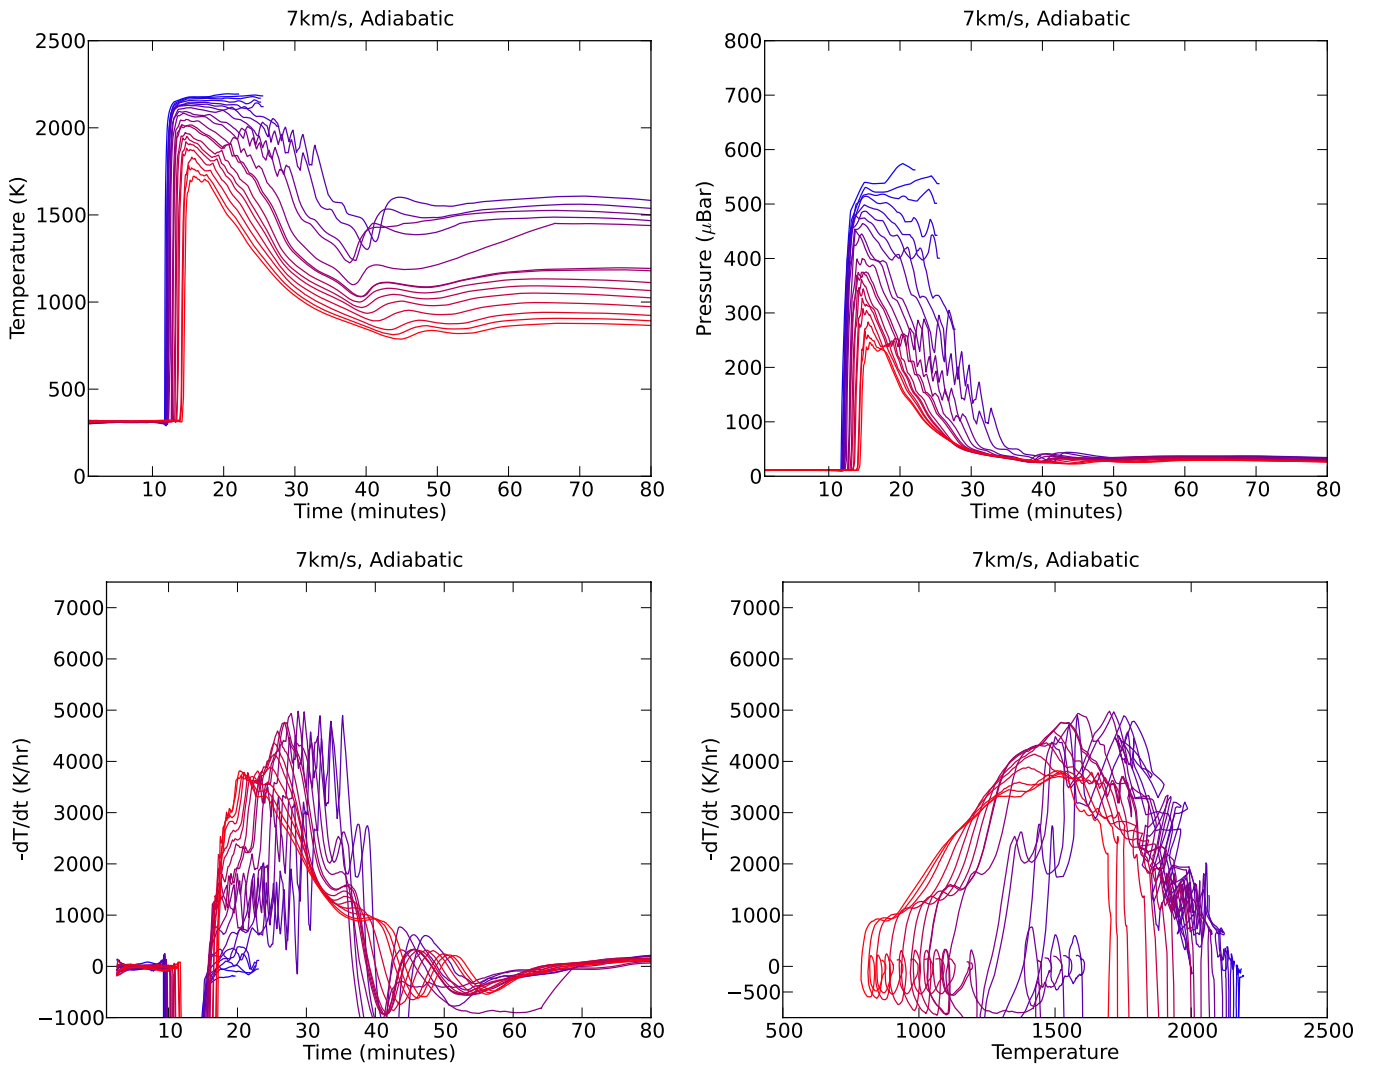 7km/s, Adiabatic
2500
2000
1500
1000
500
0
Temperature (K)
10 20 30 40 50 60 70 80
Time (minutes)
7km/s, Adiabatic
800
700
600
500
400
300
200
100
0
Pressure (μBar)
10 20 30 40 50 60 70 80
Time (minutes)
7km/s, Adiabatic
7000
6000
5000
4000
3000
2000
1000
0
−1000
-dT/dt (K/hr)
10 20 30 40 50 60 70 80
Time (minutes)
7km/s, Adiabatic
7000
6000
5000
4000
3000
2000
1000
0
−500
-dT/dt (K/hr)
500 1000 1500 2000 2500
Temperature